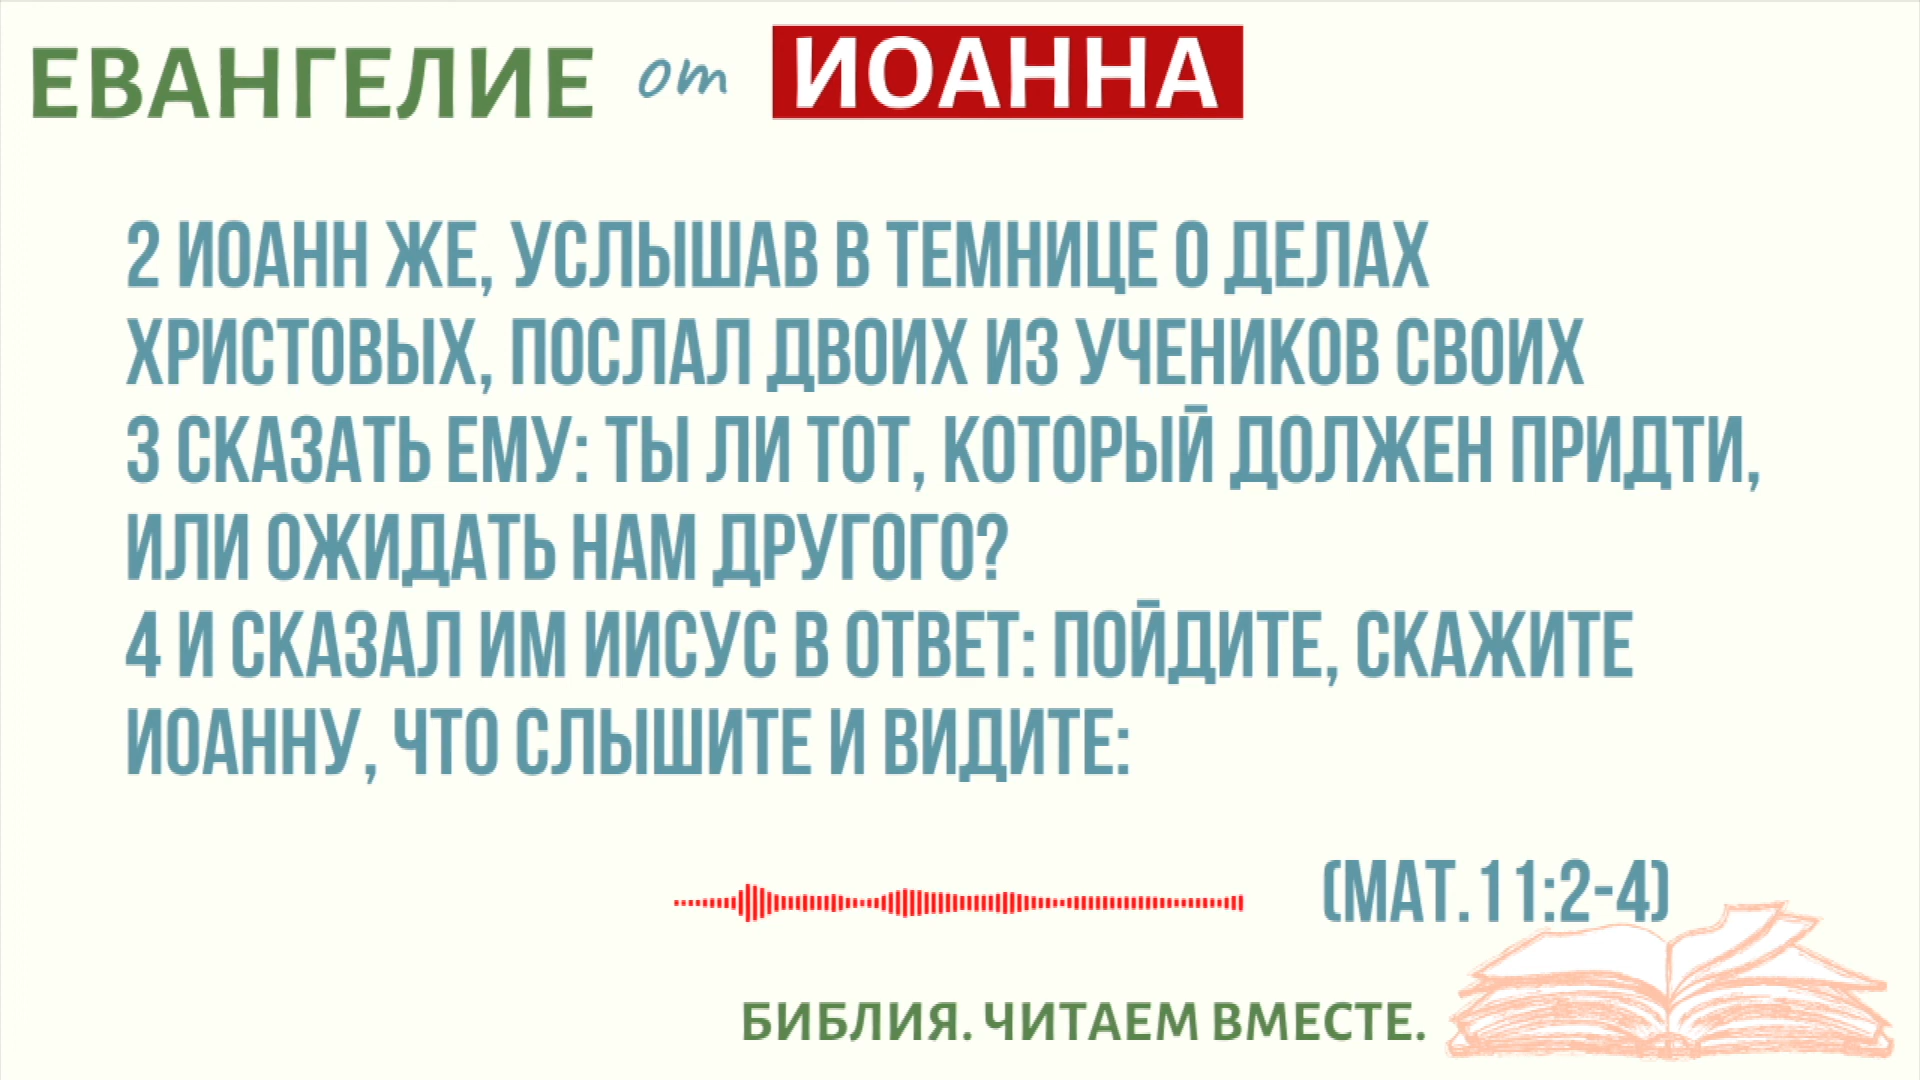 ЕВАНГЕЛИЕ от ИОАННА
2 ИОАНН ЖЕ, УСЛЫШАВ В ТЕМНИЦЕ О ДЕЛАХ
ХРИСТОВЫХ, ПОСЛАЛ ДВОИХ ИЗ УЧЕНИКОВ СВОИХ
3 СКАЗАТЬ ЕМУ: ТЫ ЛИ ТОТ, КОТОРЫЙ ДОЛЖЕН ПРИДТИ,
ИЛИ ОЖИДАТЬ НАМ ДРУГОГО?
4 И СКАЗАЛ ИМ ИИСУС В ОТВЕТ: ПОЙДИТЕ, СКАЖИТЕ
ИОАННУ, ЧТО СЛЫШИТЕ И ВИДИТЕ:
(МАТ.11:2-4)
БИБЛИЯ. ЧИТАЕМ ВМЕСТЕ.